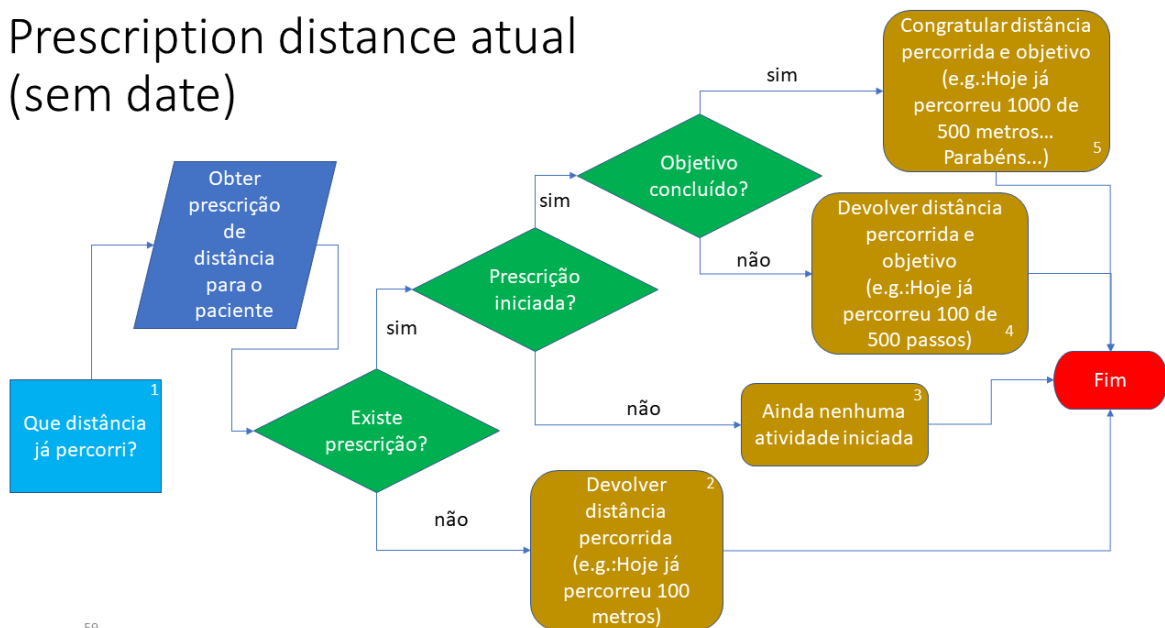 Prescription distance atual
(sem date)
1
Que distância
já percorri?
Obter
prescrição
de
distância
para o
paciente
Existe
prescrição?
sim
não
Prescrição
iniciada?
sim
não
Objetivo
concluído?
sim
não
Congratular distância
percorrida e objetivo
(e.g.:Hoje já
percorreu 1000 de
500 metros...
Parabéns...)
5
Devolver distância
percorrida e
objetivo
(e.g.:Hoje já
percorreu 100 de
500 passos)
4
3
Ainda nenhuma
atividade iniciada
2
Devolver
distância
percorrida
(e.g.:Hoje já
percorreu 100
metros)
Fim
59